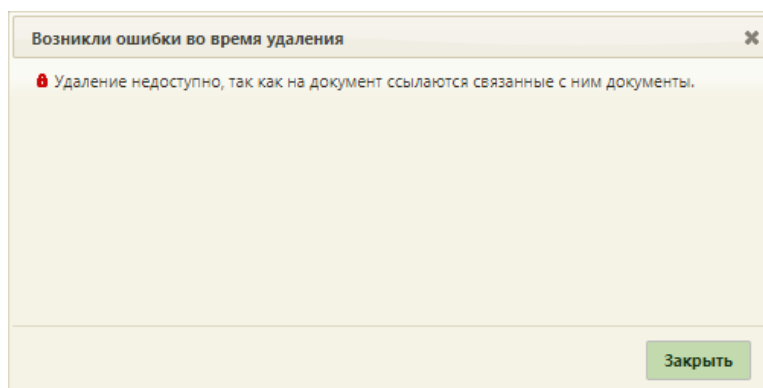 Возникли ошибки во время удаления
Удаление недоступно, так как на документ ссылаются связанные с ним документы.
Закрыть